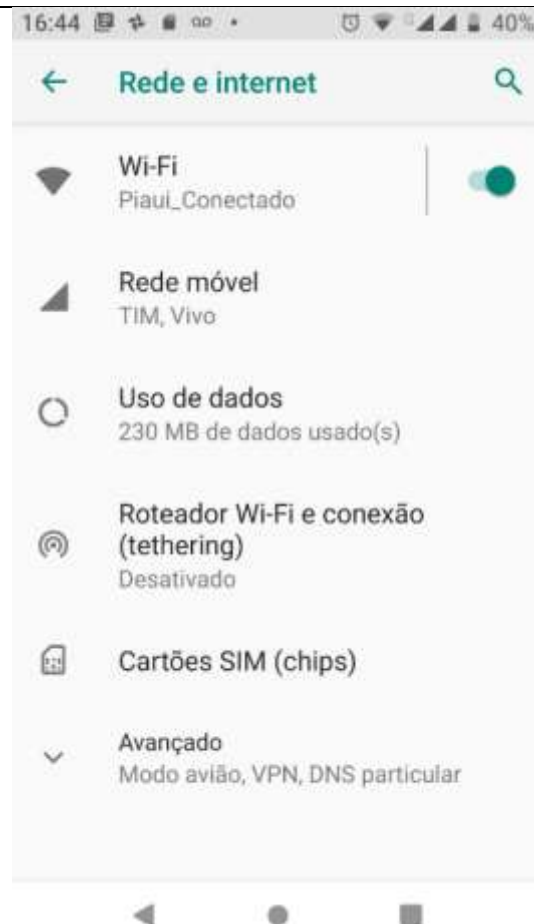 16:44 40%
Rede e internet
Wi-Fi
Piaui_Conectado
Rede móvel
TIM, Vivo
Uso de dados
230 MB de dados usado(s)
Roteador Wi-Fi e conexão
(tethering)
Desativado
Cartões SIM (chips)
Avançado
Modo avião, VPN, DNS particular